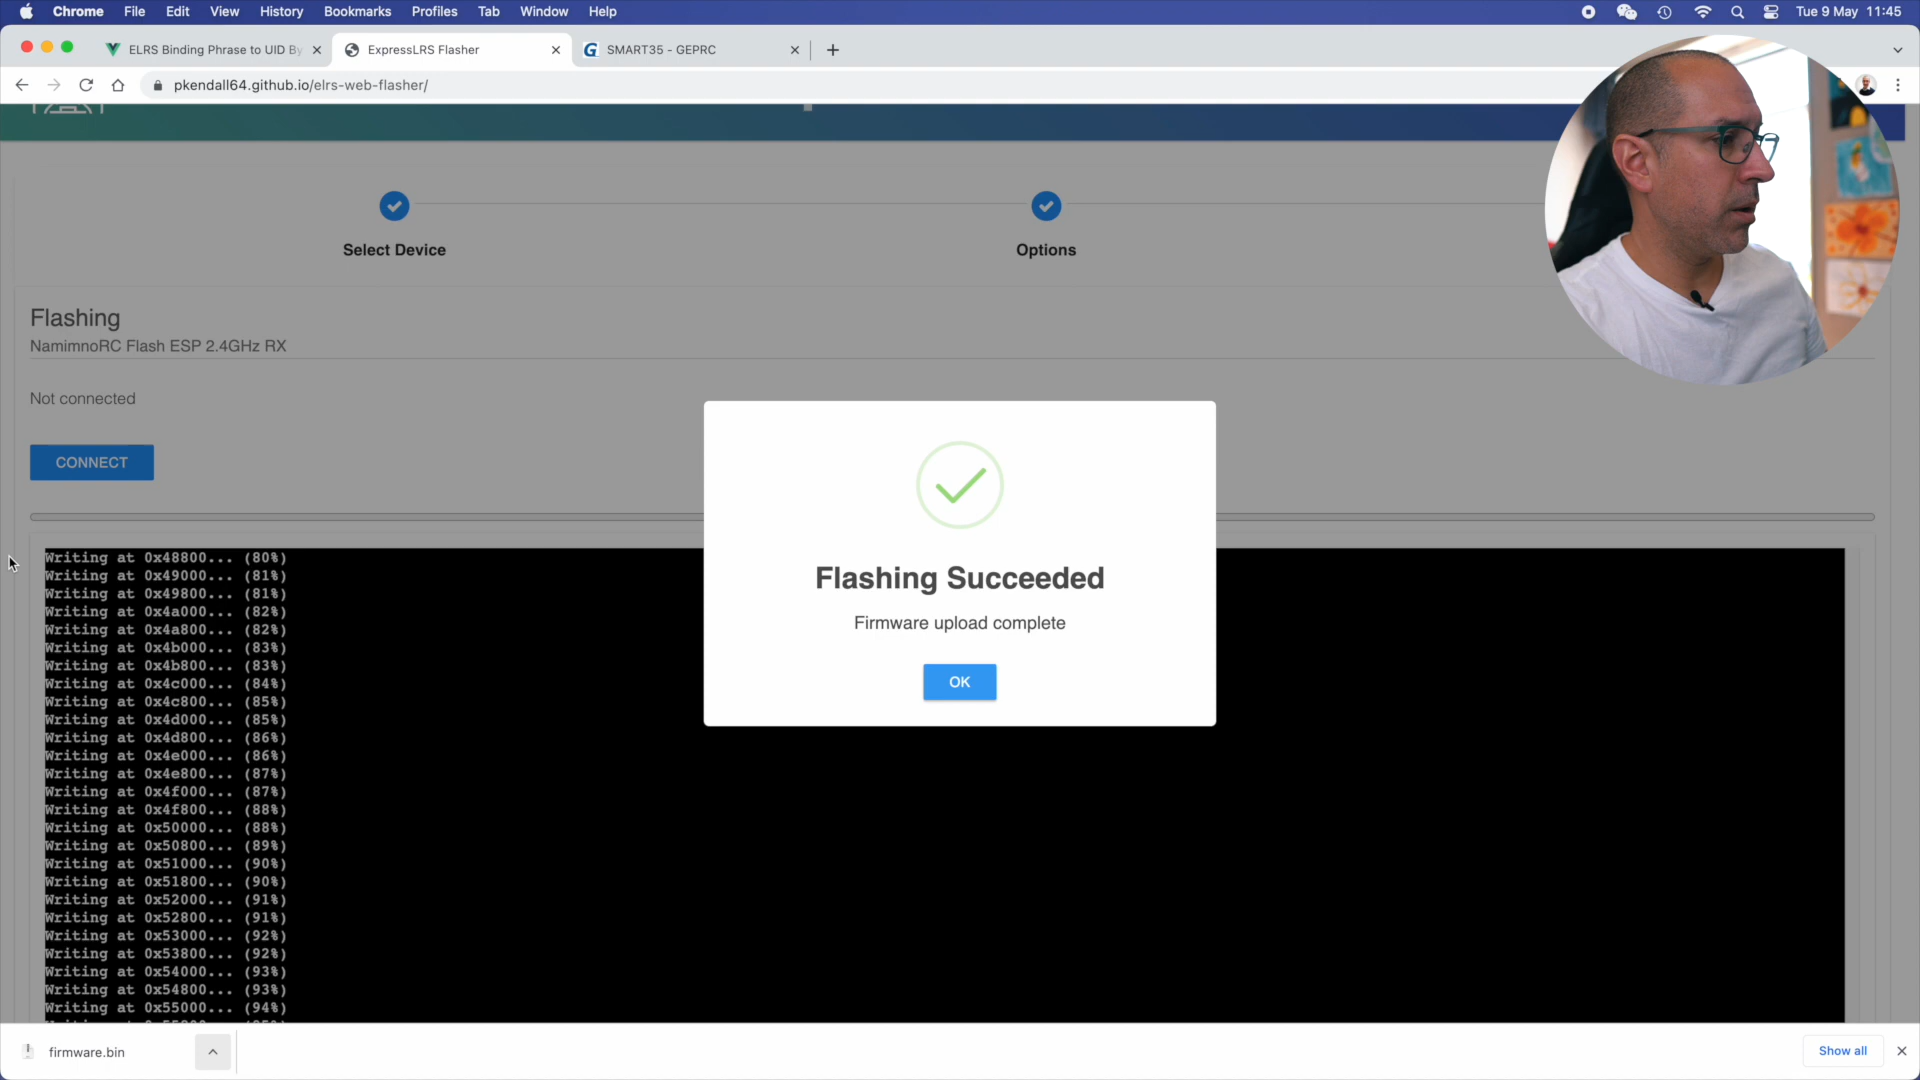 Chrome File Edit View History Bookmarks Profiles Tab Window Help Tue 9 May 11:45
ELRS Binding Phrase to UID By ExpressLRS Flasher SMART35 - GEPRC
pkendall64.github.io/elrs-web-flasher/
Select Device Options
Flashing
NamimnoRC Flash ESP 2.4GHz RX
Not connected
CONNECT
Flashing Succeeded
Firmware upload complete
OK
Writing at 0x48800... (80%)
Writing at 0x49000... (81%)
Writing at 0x49800... (81%)
Writing at 0x4a000... (82%)
Writing at 0x4a800... (82%)
Writing at 0x4b000... (83%)
Writing at 0x4b800... (83%)
Writing at 0x4c000... (84%)
Writing at 0x4c800... (85%)
Writing at 0x4d000... (85%)
Writing at 0x4d800... (86%)
Writing at 0x4e000... (86%)
Writing at 0x4e800... (87%)
Writing at 0x4f000... (87%)
Writing at 0x4f800... (88%)
Writing at 0x50000... (88%)
Writing at 0x50800... (89%)
Writing at 0x51000... (90%)
Writing at 0x51800... (90%)
Writing at 0x52000... (91%)
Writing at 0x52800... (91%)
Writing at 0x53000... (92%)
Writing at 0x53800... (92%)
Writing at 0x54000... (93%)
Writing at 0x54800... (93%)
Writing at 0x55000... (94%)
firmware.bin Show all